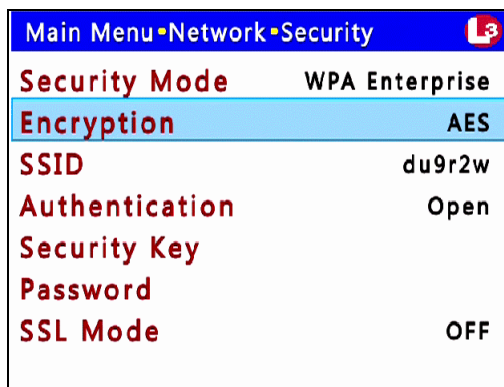 Main Menu•Network•Security L3
Security Mode WPA Enterprise
Encryption AES
SSID du9r2w
Authentication Open
Security Key
Password
SSL Mode OFF